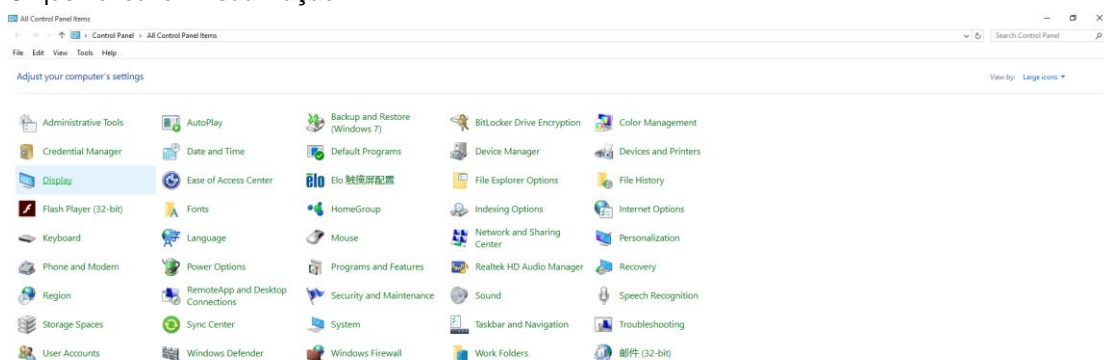 All Control Panel Items
Control Panel > All Control Panel Items
Search Control Panel
File Edit View Tools Help
Adjust your computer's settings
View by: Large icons
Administrative Tools
AutoPlay
Backup and Restore
(Windows 7)
BitLocker Drive Encryption
Color Management
Credential Manager
Date and Time
Default Programs
Device Manager
Devices and Printers
Display
Ease of Access Center
elo
Elo 触摸屏配置
File Explorer Options
File History
Flash Player (32-bit)
Fonts
HomeGroup
Indexing Options
Internet Options
Keyboard
Language
Mouse
Network and Sharing
Center
Personalization
Phone and Modem
Power Options
Programs and Features
Realtek HD Audio Manager
Recovery
Region
RemoteApp and Desktop
Connections
Security and Maintenance
Sound
Speech Recognition
Storage Spaces
Sync Center
System
Taskbar and Navigation
Troubleshooting
User Accounts
Windows Defender
Windows Firewall
Work Folders
邮件 (32-bit)